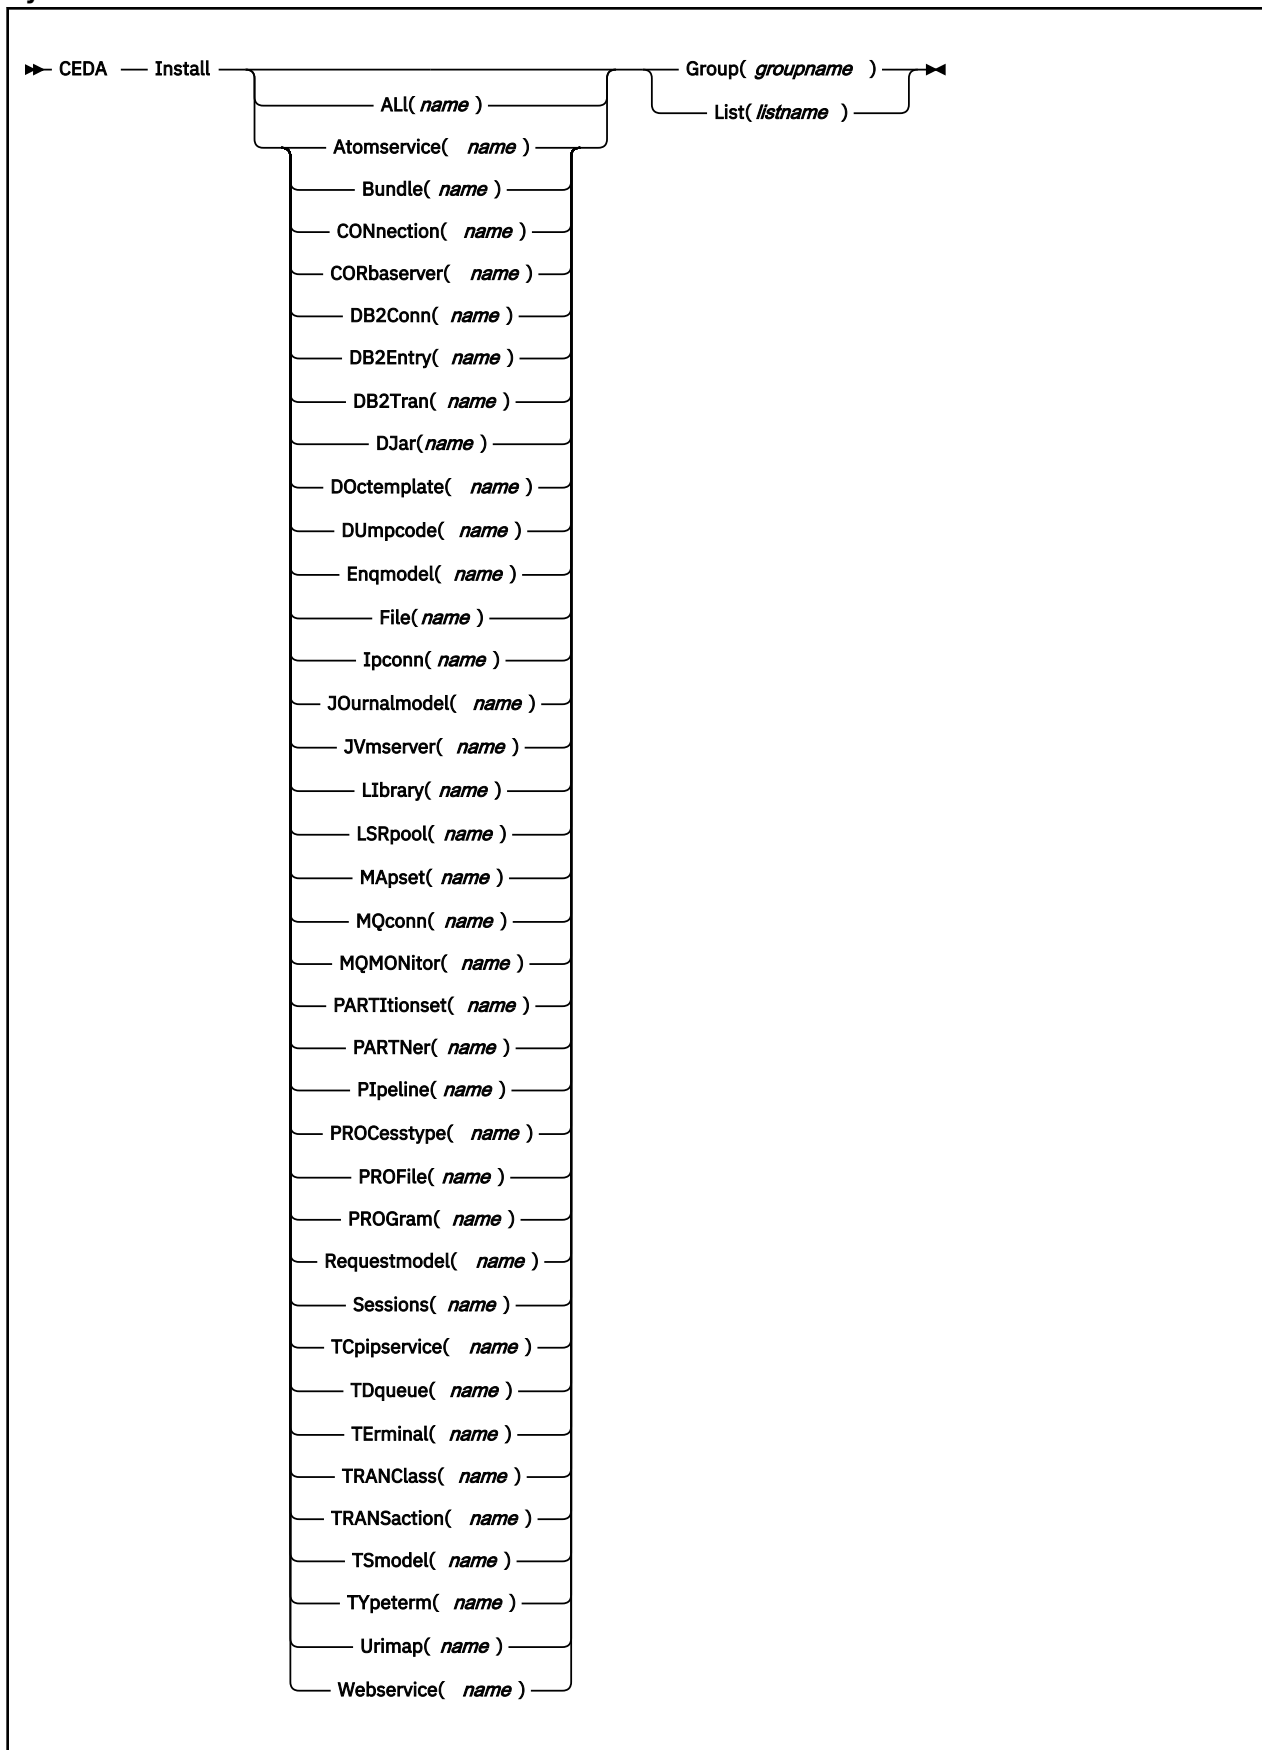 CEDA Install Group( groupname )
ALl( name ) List( listname )
Atomservice( name )
Bundle( name )
CONnection( name )
CORbaserver( name )
DB2Conn( name )
DB2Entry( name )
DB2Tran( name )
DJar(name )
DOctemplate( name )
DUmpcode( name )
Enqmodel( name )
File( name )
Ipconn( name )
JOurnalmodel( name )
JVmserver( name )
LIbrary( name )
LSRpool( name )
MApset( name )
MQconn( name )
MQMONitor( name )
PARTItionset( name )
PARTNer( name )
PIpeline( name )
PROCesstype( name )
PROFile( name )
PROGram( name )
Requestmodel( name )
Sessions( name )
TCpipservice( name )
TDqueue( name )
TErminal( name )
TRANClass( name )
TRANSaction( name )
TSmodel( name )
TYpeterm( name )
Urimap( name )
Webservice( name )